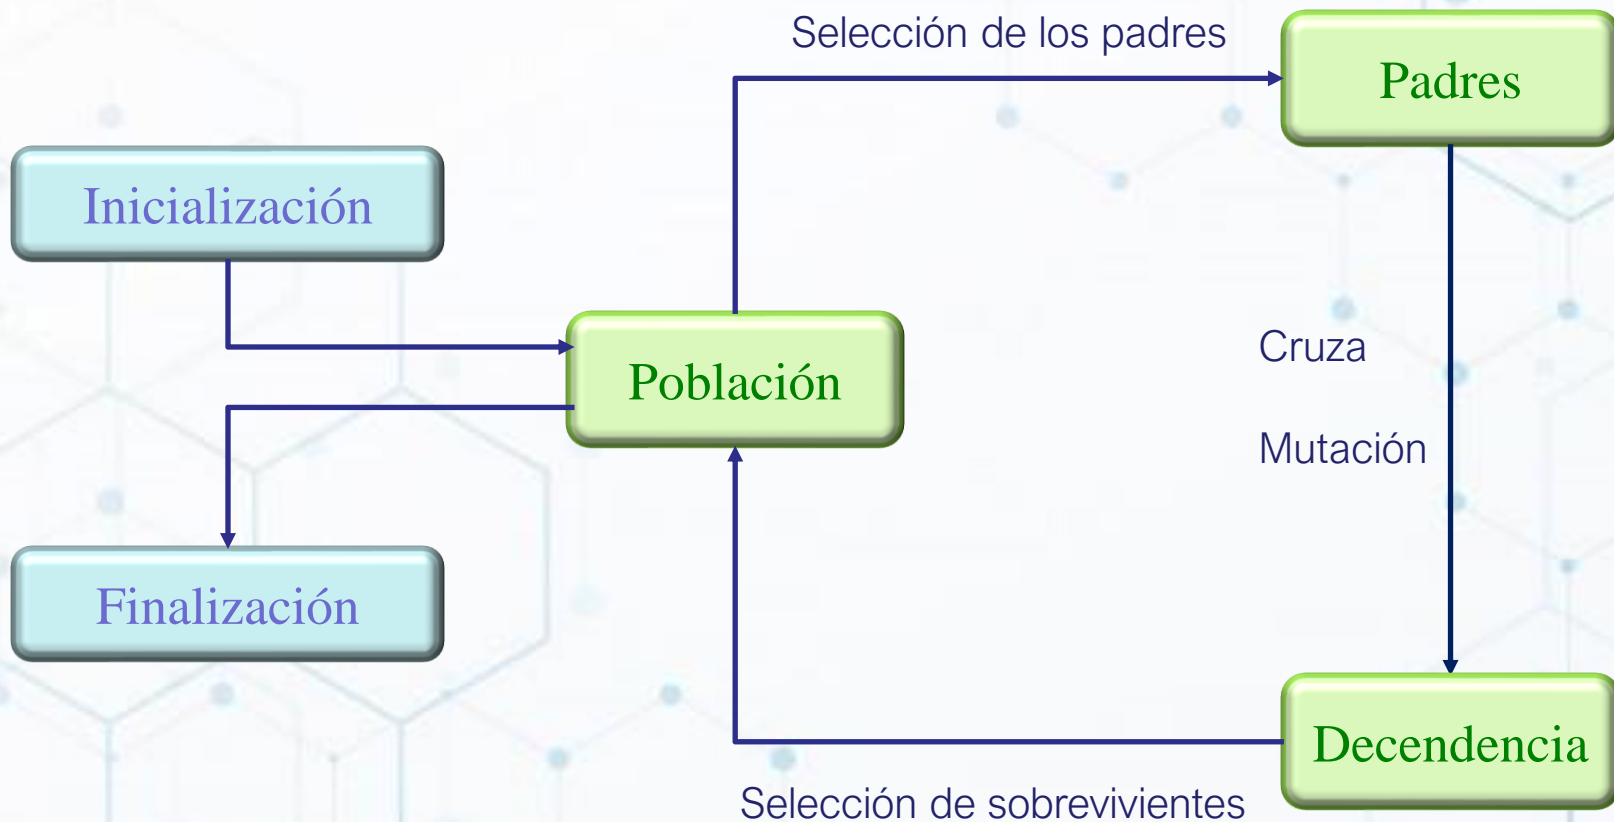 Selección de los padres
Padres
Inicialización
Población
Cruza
Mutación
Finalización
Decendencia
Selección de sobrevivientes